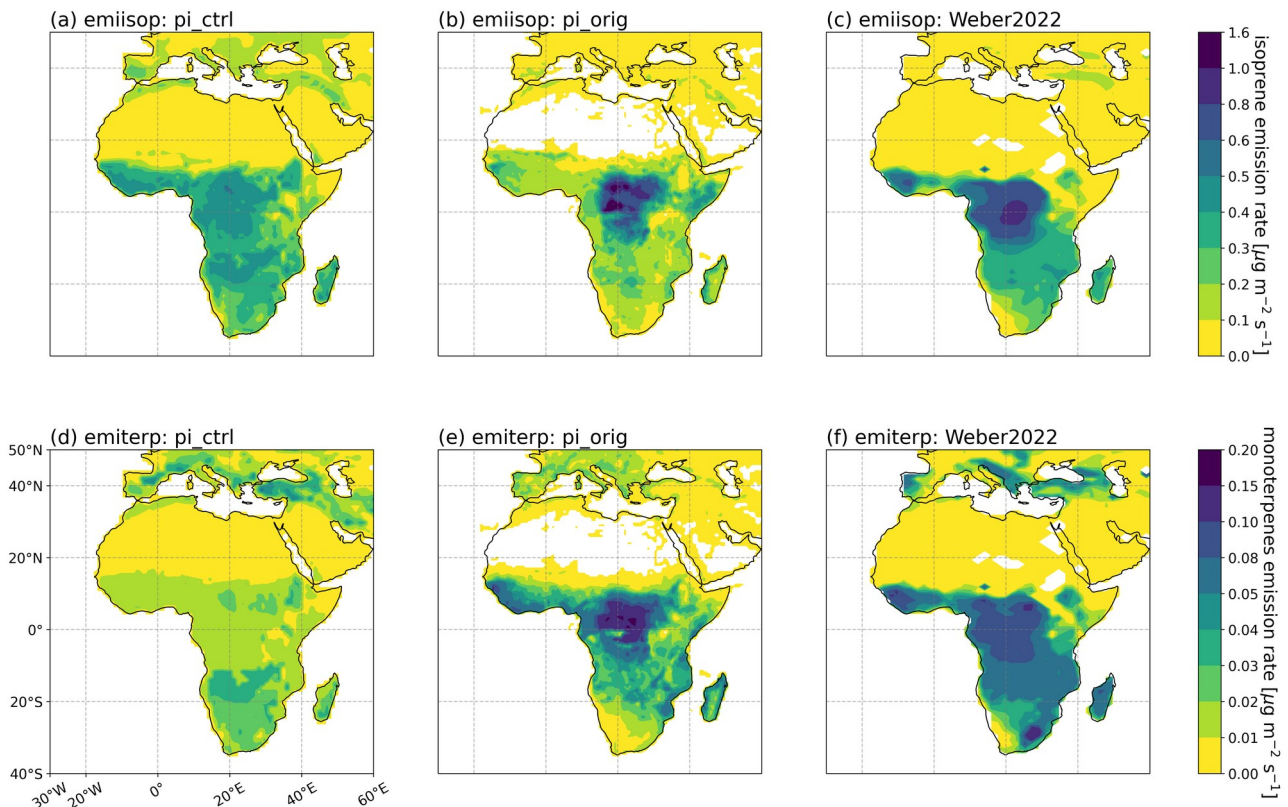 (a) emiisop: pi_ctrl
(b) emiisop: pi_orig
(c) emiisop: Weber2022
1.6
1.0
0.8
0.6
0.5
0.4
0.3
0.2
0.1
0.0
isoprene emission rate [μg m⁻² s⁻¹]
(d) emiterp: pi_ctrl
(e) emiterp: pi_orig
(f) emiterp: Weber2022
50°N
40°N
20°N
0°
20°S
40°S
30°W
20°W
0°
20°E
40°E
60°E
0.20
0.15
0.10
0.08
0.05
0.04
0.03
0.02
0.01
0.00
monoterpenes emission rate [μg m⁻² s⁻¹]